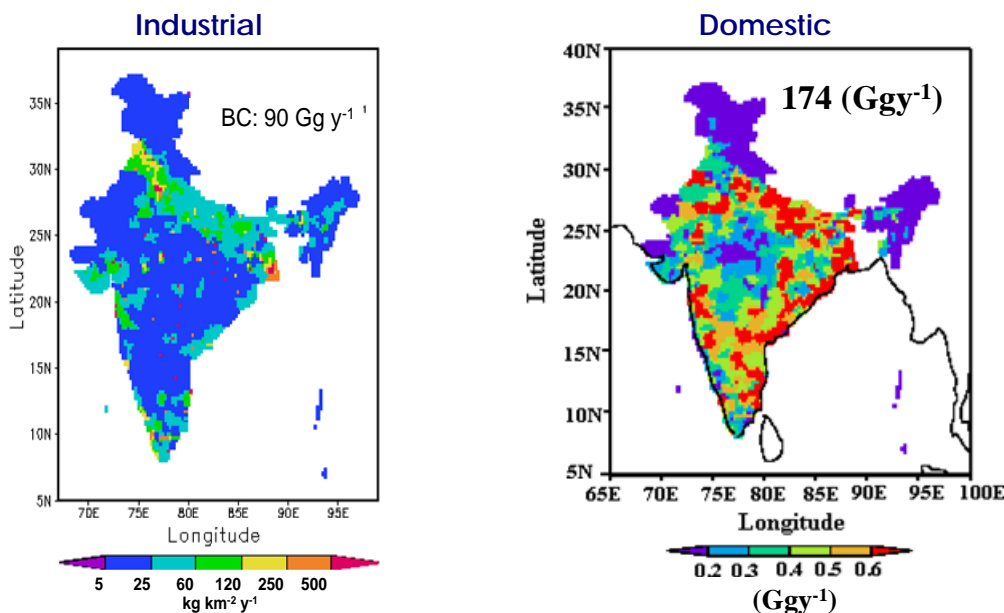 Industrial
BC: 90 Gg y⁻¹ ¹
35N
30N
25N
20N
15N
10N
5N
Latitude
70E 75E 80E 85E 90E 95E
Longitude
5 25 60 120 250 500
kg km⁻² y⁻¹
Domestic
174 (Ggy⁻¹)
40N
35N
30N
25N
20N
15N
10N
5N
Latitude
65E 70E 75E 80E 85E 90E 95E 100E
Longitude
0.2 0.3 0.4 0.5 0.6
(Ggy⁻¹)